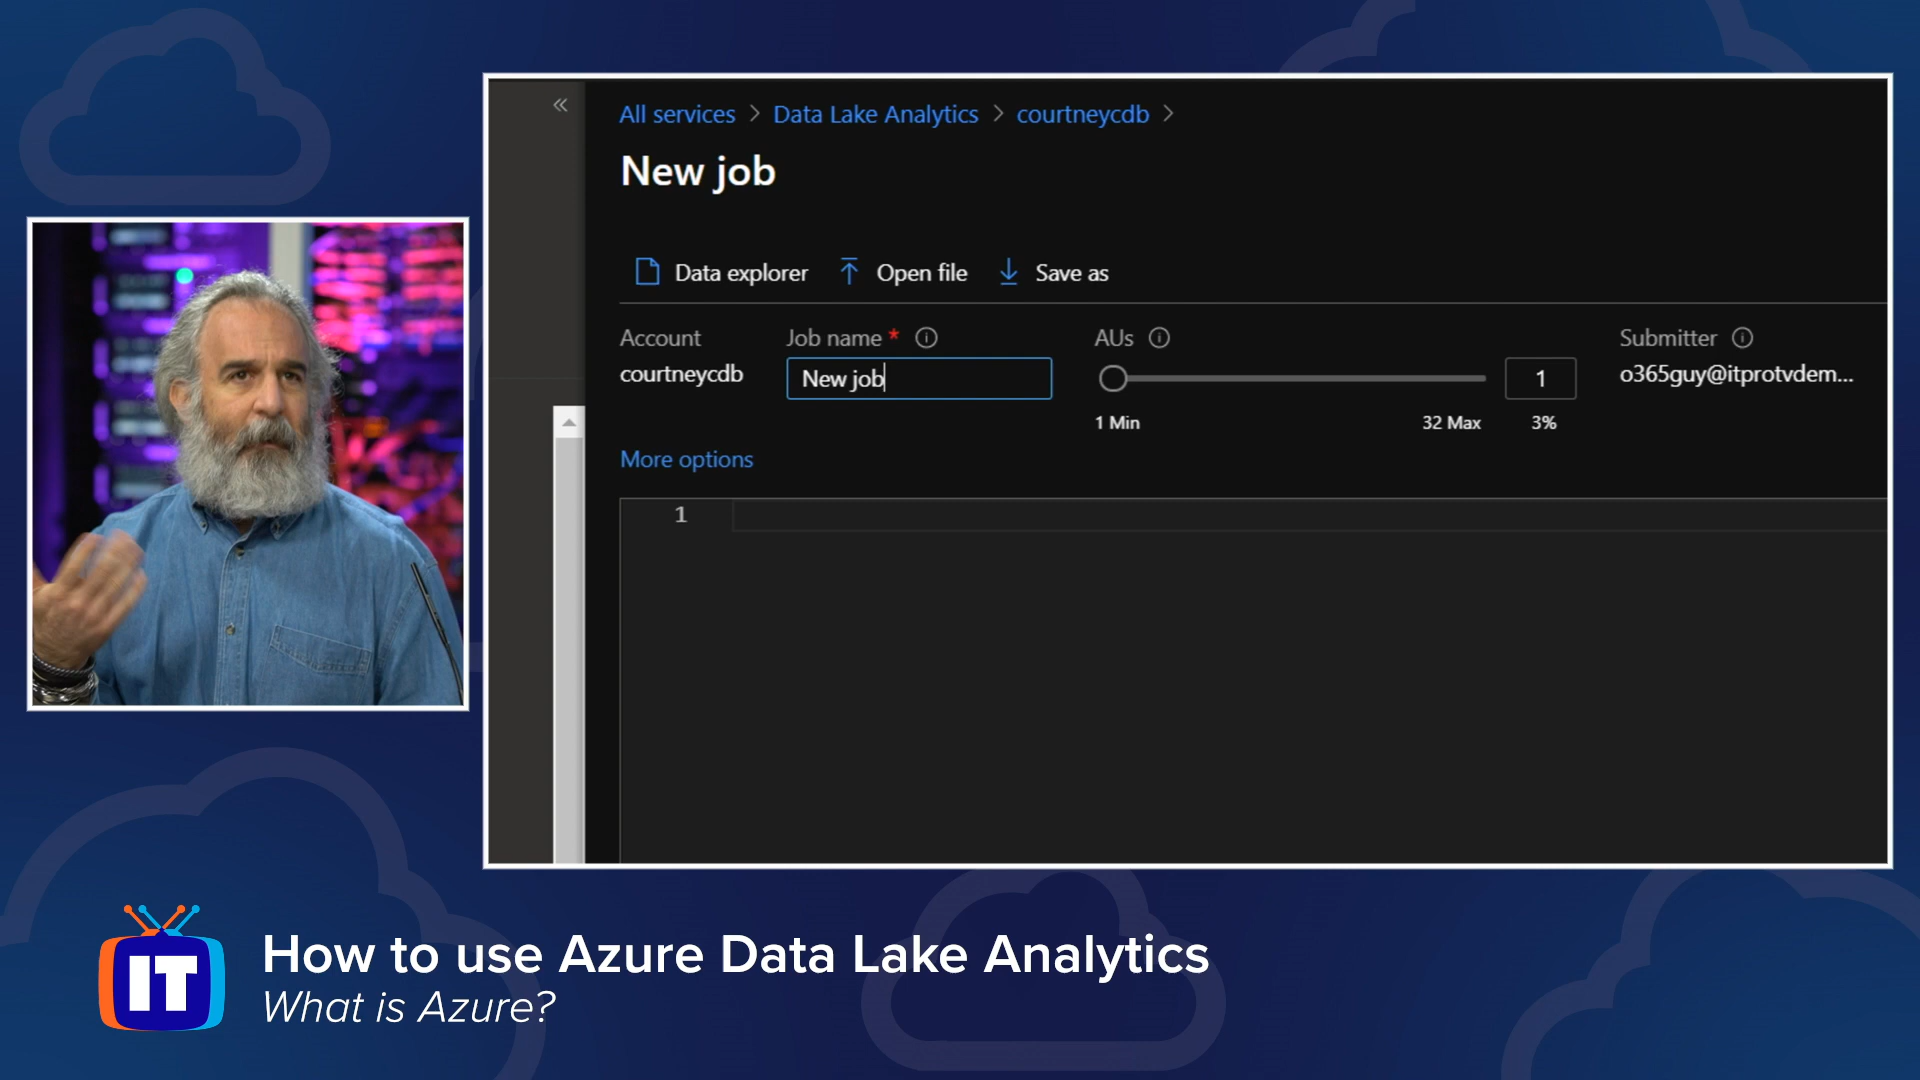 All services > Data Lake Analytics > courtneycdb >
New job
Data explorer Open file Save as
Account Job name * AUs Submitter
courtneycdb New job 1 o365guy@itprotvdem...
1 Min 32 Max 3%
More options
1
IT
How to use Azure Data Lake Analytics
What is Azure?